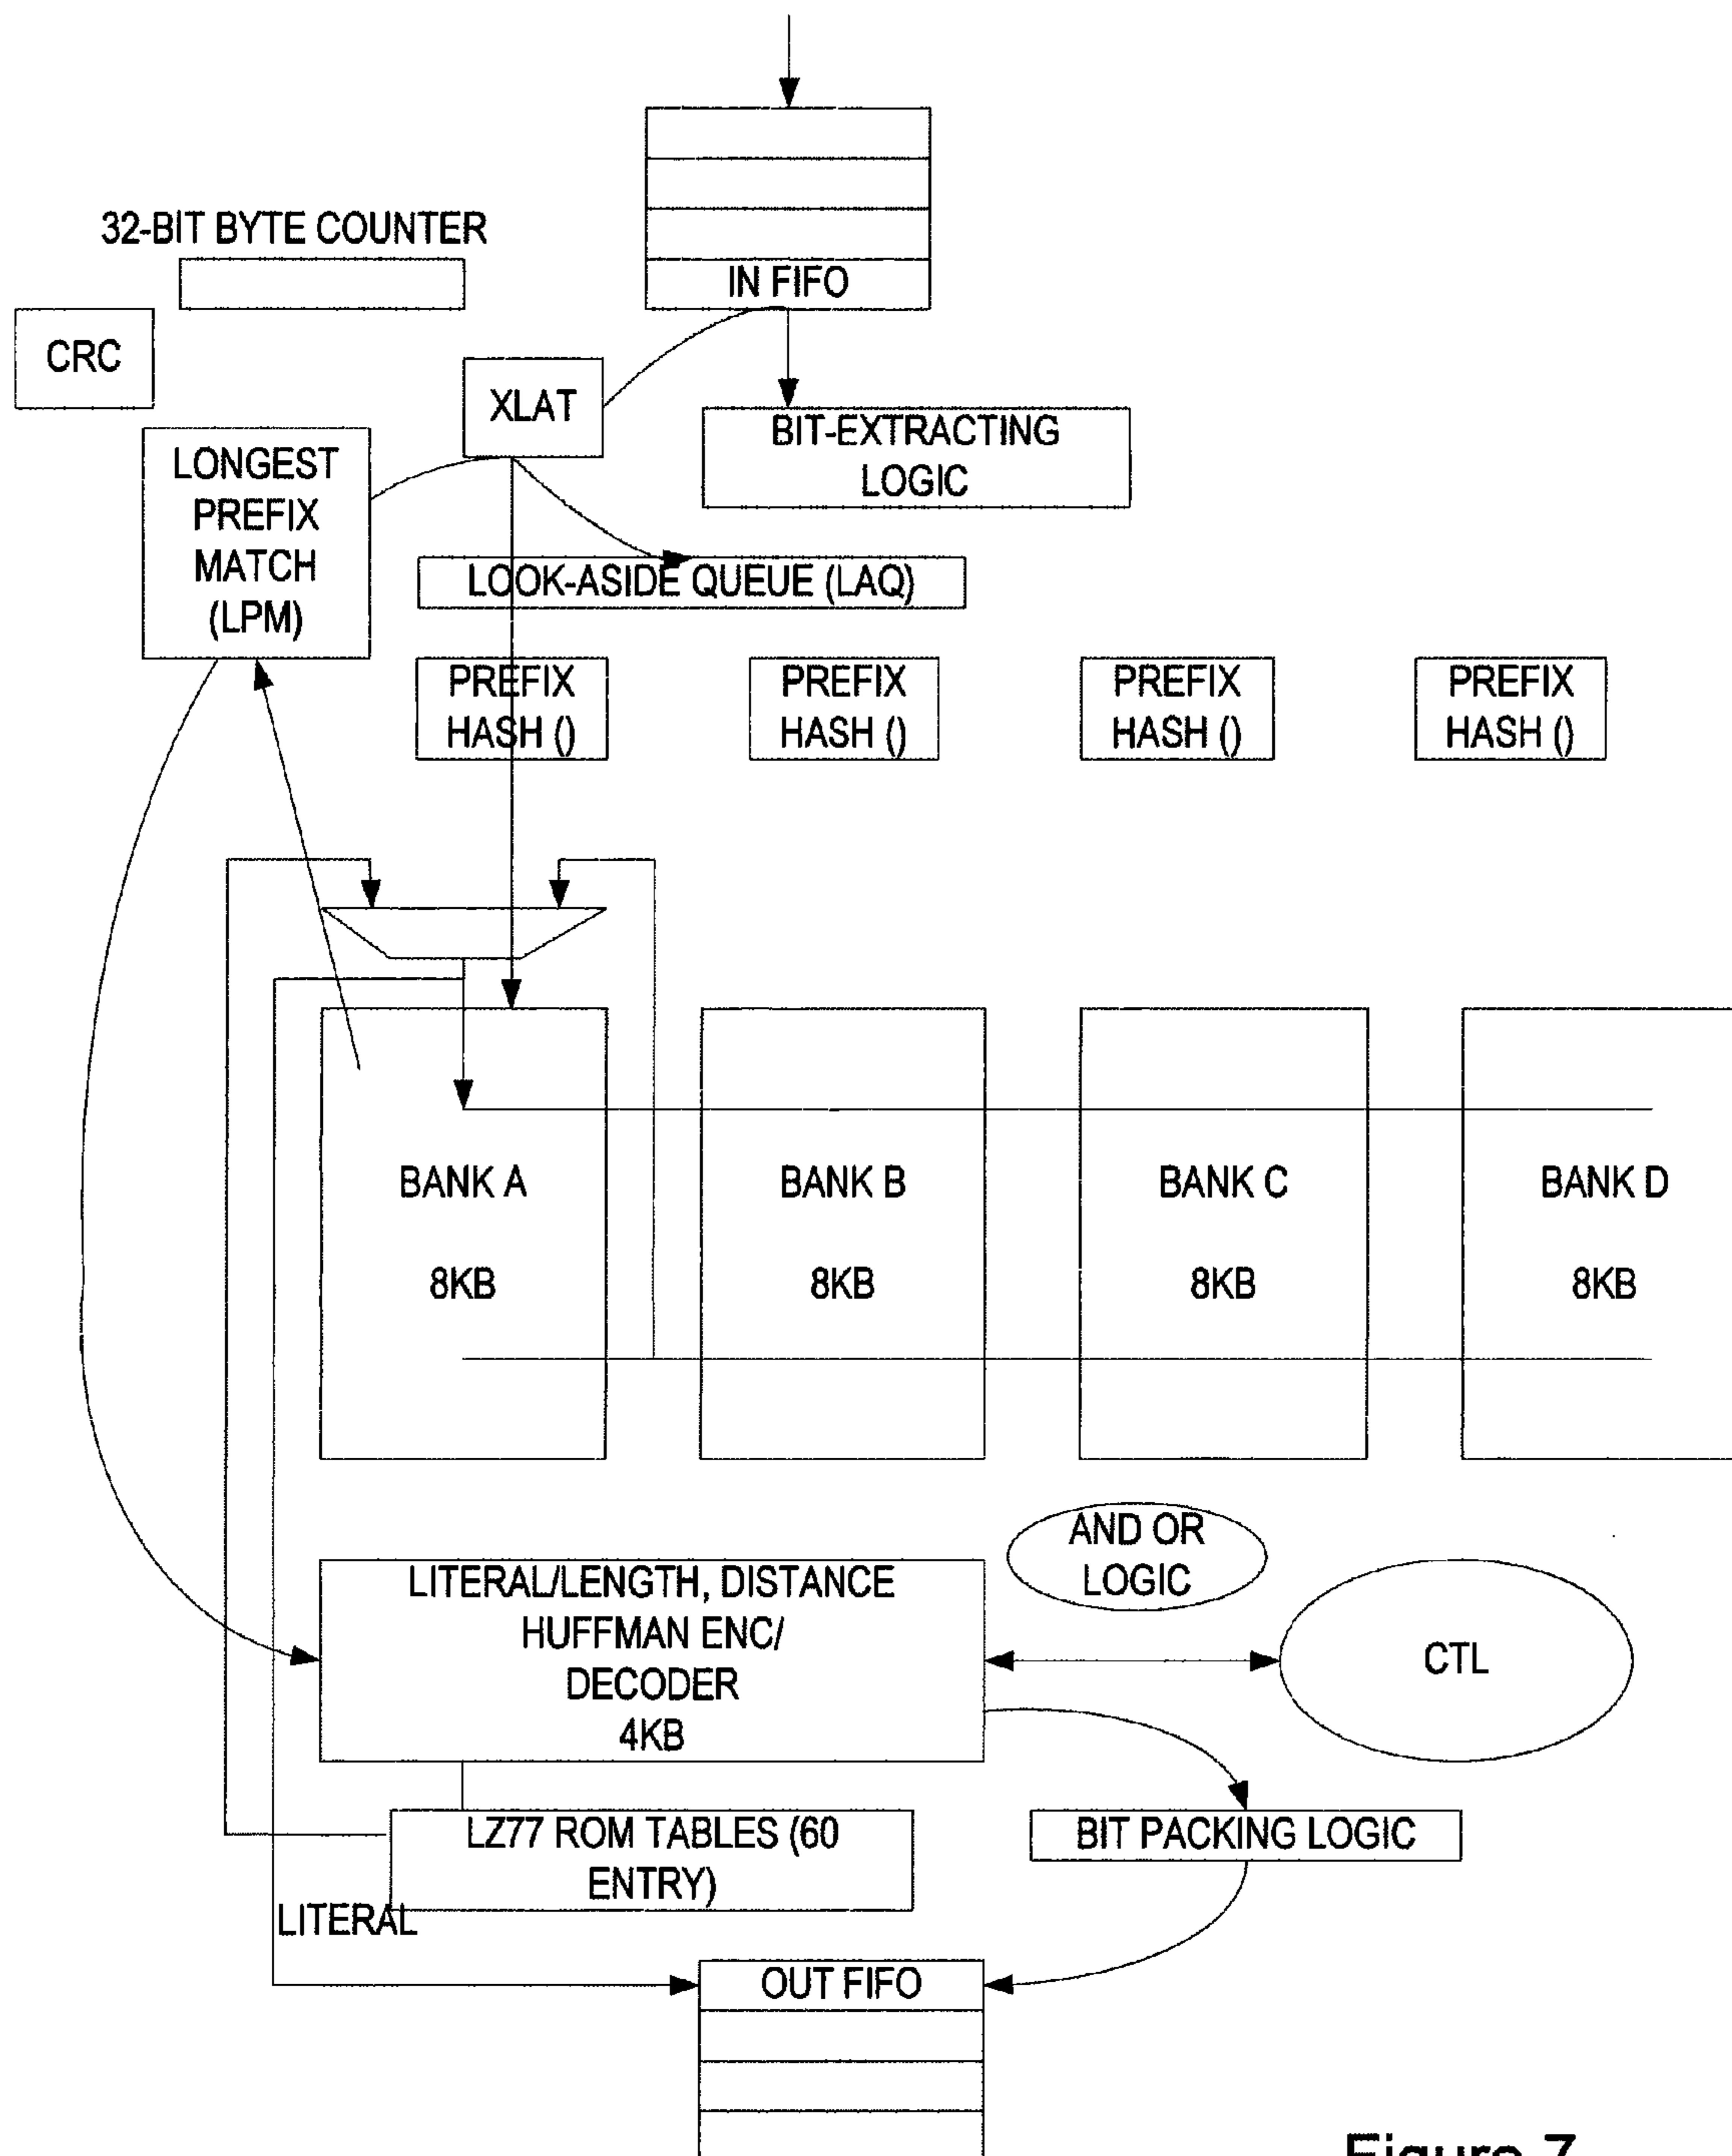 32-BIT BYTE COUNTER
IN FIFO
CRC
XLAT
BIT-EXTRACTING
LOGIC
LONGEST
PREFIX
MATCH
(LPM)
LOOK-ASIDE QUEUE (LAQ)
PREFIX
HASH ()
PREFIX
HASH ()
PREFIX
HASH ()
PREFIX
HASH ()
BANK A
8KB
BANK B
8KB
BANK C
8KB
BANK D
8KB
AND OR
LOGIC
LITERAL/LENGTH, DISTANCE
HUFFMAN ENC/
DECODER
4KB
CTL
LZ77 ROM TABLES (60
ENTRY)
BIT PACKING LOGIC
LITERAL
OUT FIFO
Figure 7